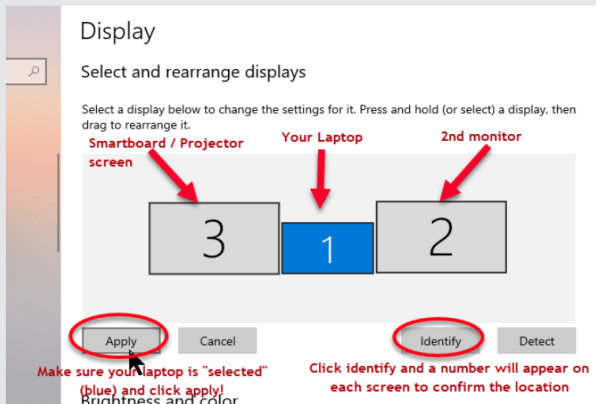 Display
Select and rearrange displays
Select a display below to change the settings for it. Press and hold (or select) a display, then
drag to rearrange it.
Smartboard / Projector
screen
Your Laptop
2nd monitor
3
1
2
Apply
Cancel
Identify
Detect
Make sure your laptop is "selected"
(blue) and click apply!
Click identify and a number will appear on
each screen to confirm the location
Brightness and color